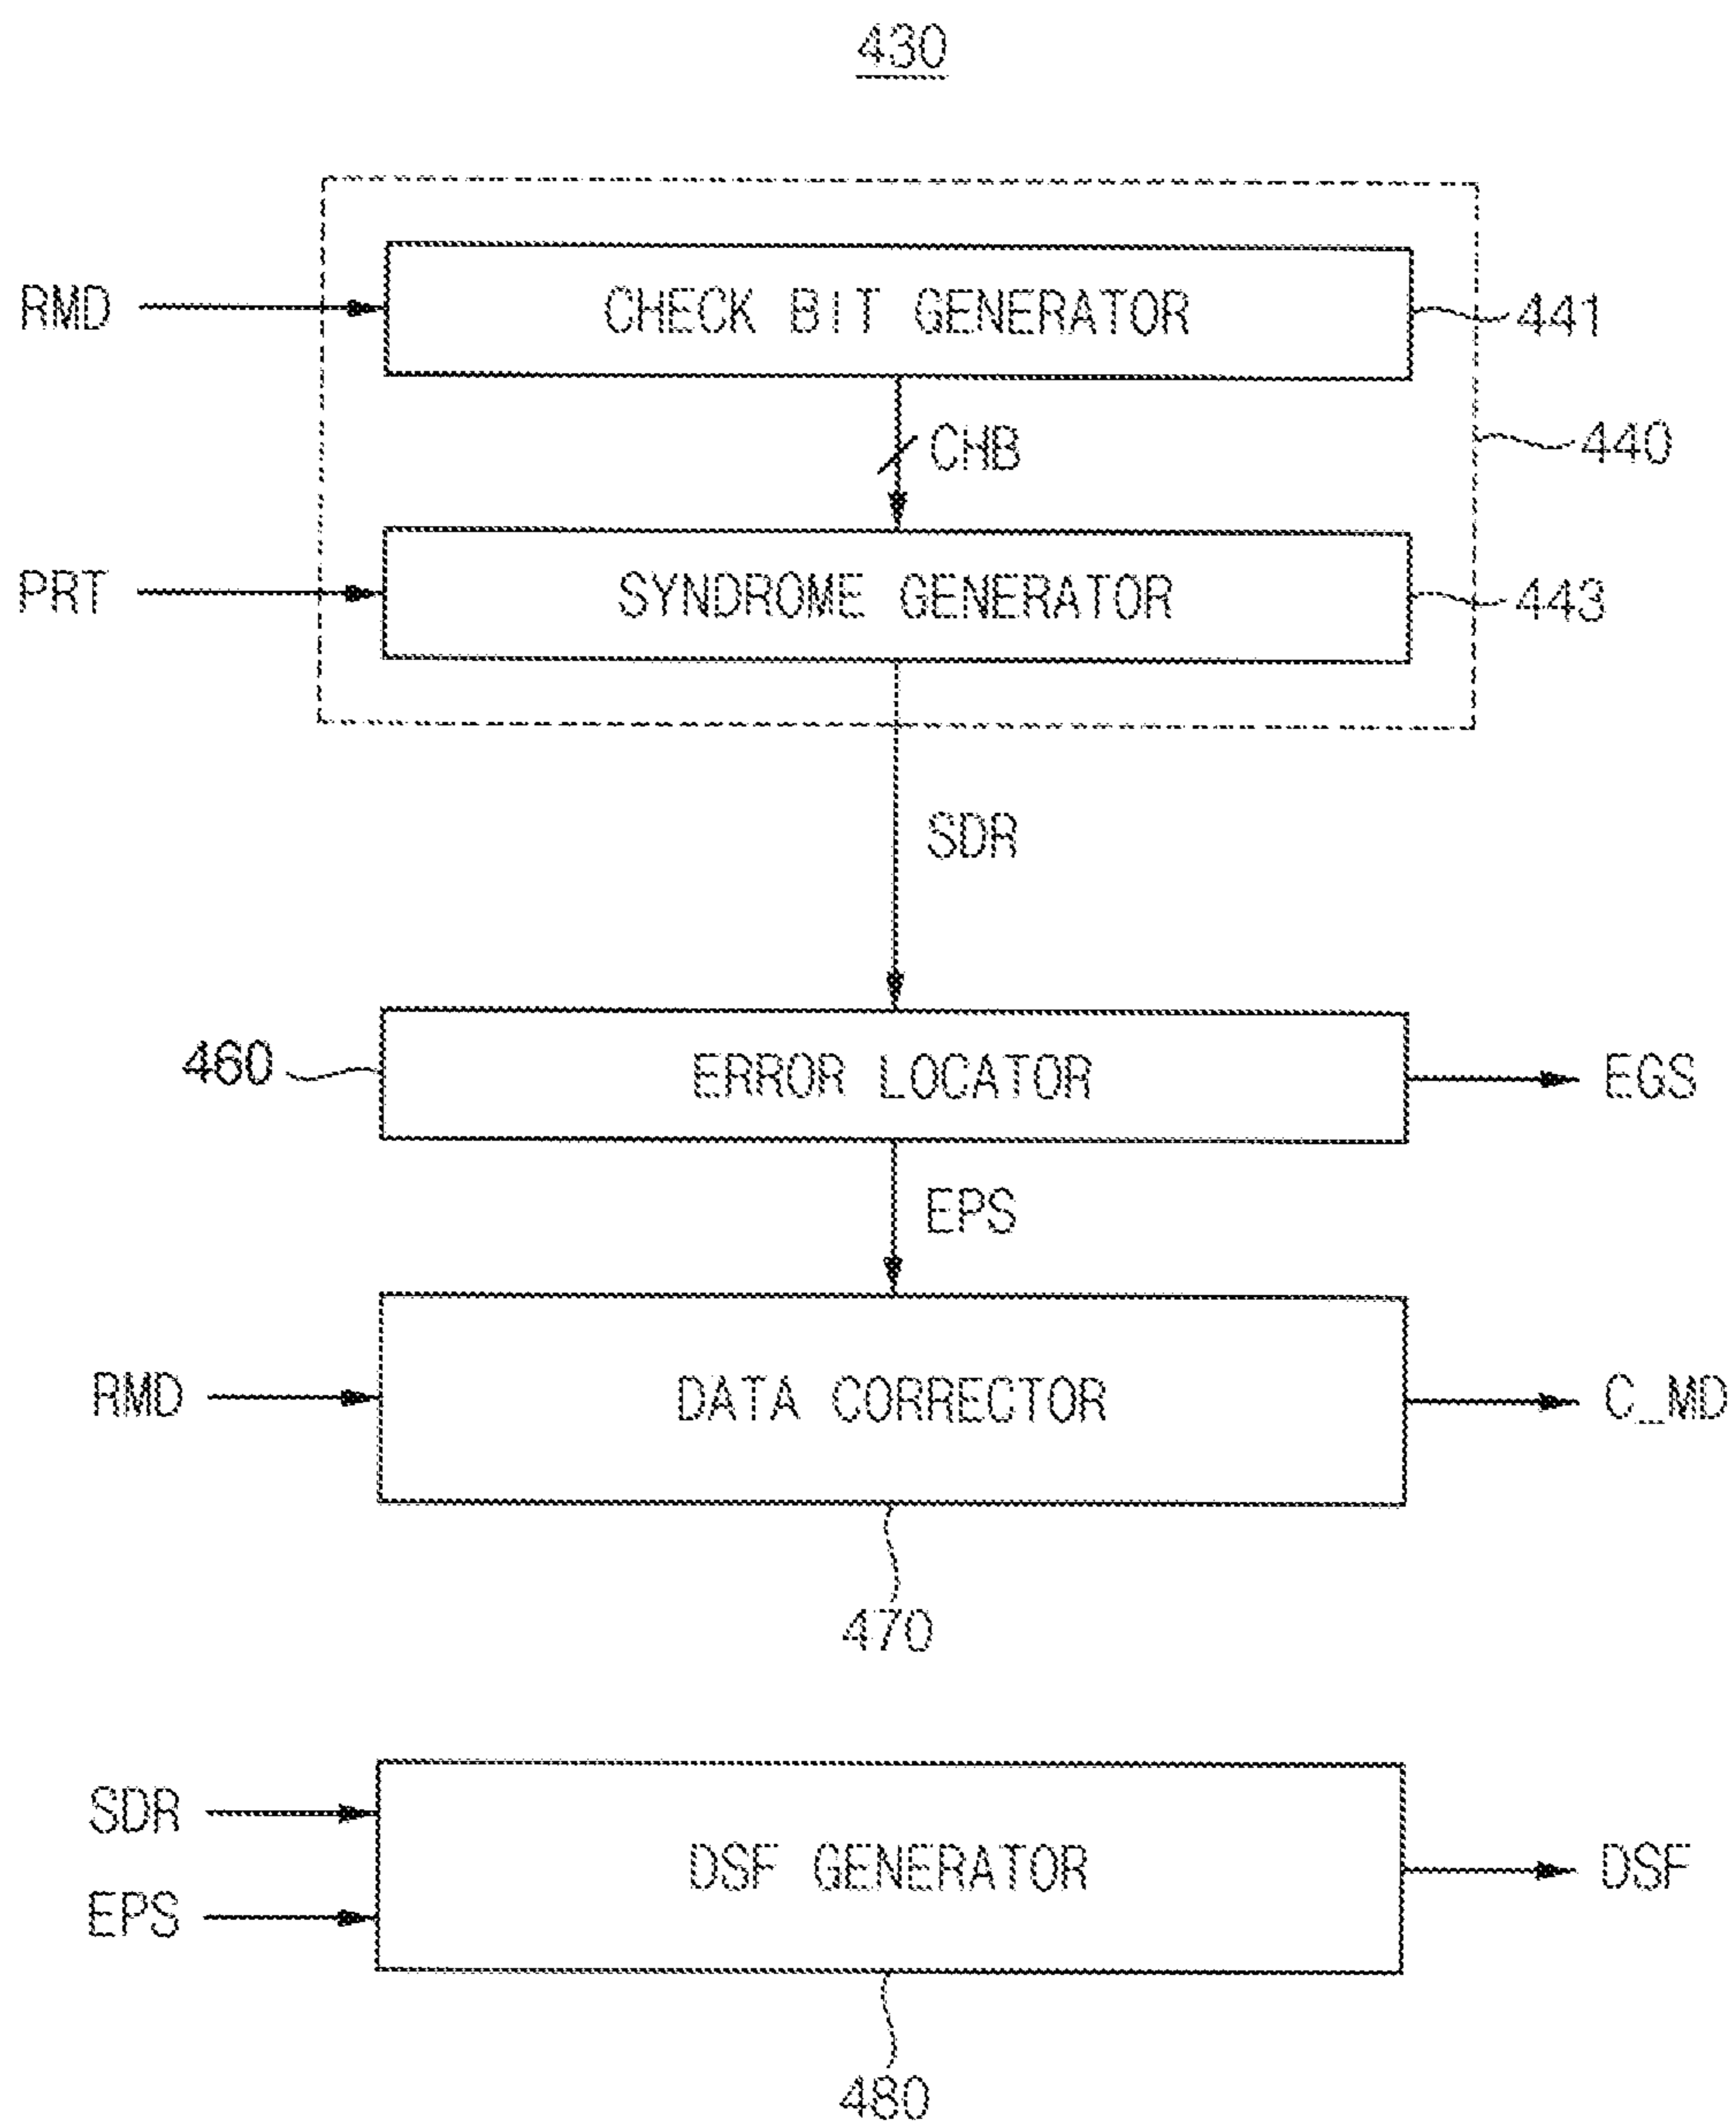 430
RMD
CHECK BIT GENERATOR
441
CHB
440
PRT
SYNDROME GENERATOR
443
SDR
460
ERROR LOCATOR
EGS
EPS
RMD
DATA CORRECTOR
C_MD
470
SDR
EPS
DSF GENERATOR
DSF
480